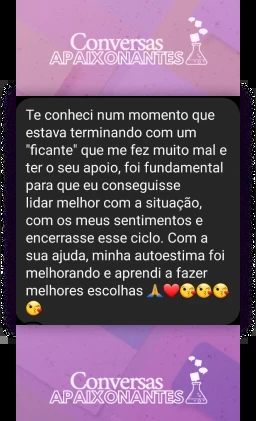 Conversas
APAIXONANTES
Te conheci num momento que
estava terminando com um
"ficante" que me fez muito mal e
ter o seu apoio, foi fundamental
para que eu conseguisse
lidar melhor com a situação,
com os meus sentimentos e
encerrasse esse ciclo. Com a
sua ajuda, minha autoestima foi
melhorando e aprendi a fazer
melhores escolhas 🙏❤️😘😘😘
😘
Conversas
APAIXONANTES